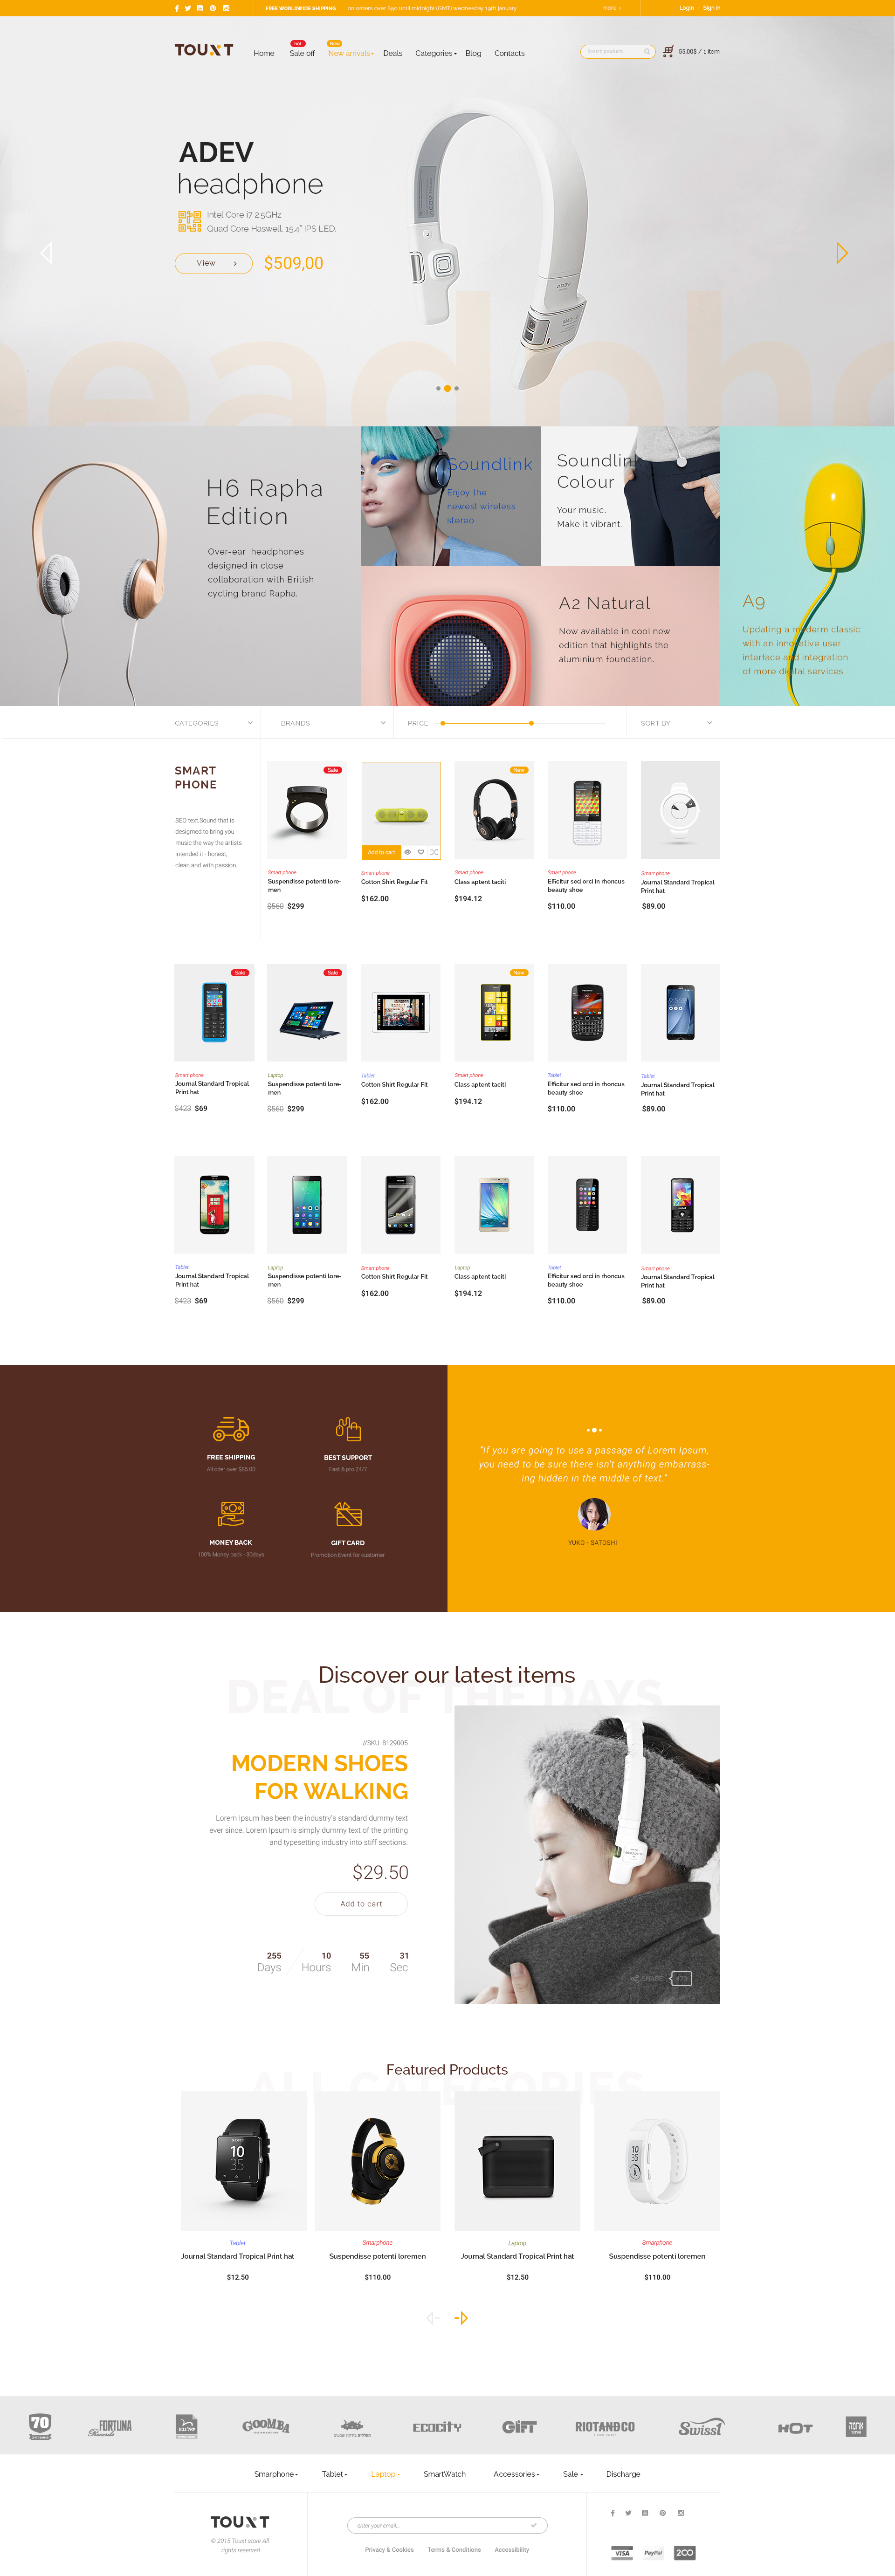 FREE WORLDWIDE SHIPPING on orders over $90 until midnight (GMT) wednesday 13th january
more
Login Sign in
TOUXT
Home
Sale off
Hot
New arrivals
New
Deals
Categories
Blog
Contacts
Search products
55,00$ / 1 item
ADEV
headphone
Intel Core i7 2.5GHz
Quad Core Haswell, 15,4" IPS LED.
View
$509,00
headpho
H6 Rapha
Edition
Over-ear headphones
designed in close
collaboration with British
cycling brand Rapha.
Soundlink
Enjoy the
newest wireless
stereo
Soundlink
Colour
Your music.
Make it vibrant.
A2 Natural
Now available in cool new
edition that highlights the
aluminium foundation.
A9
Updating a moderm classic
with an innovative user
interface and integration
of more digital services.
CATEGORIES
BRANDS
PRICE
SORT BY
SMART
PHONE
SEO text.Sound that is
designed to bring you
music the way the artists
intended it - honest,
clean and with passion.
Sale
Smart phone
Suspendisse potenti lore-
men
$560 $299
Add to cart
Smart phone
Cotton Shirt Regular Fit
$162.00
New
Smart phone
Class aptent taciti
$194.12
Smart phone
Efficitur sed orci in rhoncus
beauty shoe
$110.00
Smart phone
Journal Standard Tropical
Print hat
$89.00
Sale
Smart phone
Journal Standard Tropical
Print hat
$423 $69
Sale
Laptop
Suspendisse potenti lore-
men
$560 $299
Tablet
Cotton Shirt Regular Fit
$162.00
New
Smart phone
Class aptent taciti
$194.12
Tablet
Efficitur sed orci in rhoncus
beauty shoe
$110.00
Tablet
Journal Standard Tropical
Print hat
$89.00
Tablet
Journal Standard Tropical
Print hat
$423 $69
Laptop
Suspendisse potenti lore-
men
$560 $299
Smart phone
Cotton Shirt Regular Fit
$162.00
Laptop
Class aptent taciti
$194.12
Tablet
Efficitur sed orci in rhoncus
beauty shoe
$110.00
Smart phone
Journal Standard Tropical
Print hat
$89.00
FREE SHIPPING
All oder over $85.00
BEST SUPPORT
Fast & pro 24/7
MONEY BACK
100% Money back - 30days
GIFT CARD
Promotion Event for customer
"If you are going to use a passage of Lorem Ipsum,
you need to be sure there isn't anything embarrass-
ing hidden in the middle of text."
YUKO - SATOSHI
Discover our latest items
DEAL OF THE DAYS
//SKU: 8129005
MODERN SHOES
FOR WALKING
Lorem Ipsum has been the industry's standard dummy text
ever since. Lorem Ipsum is simply dummy text of the printing
and typesetting industry into stiff sections.
$29.50
Add to cart
255 10 55 31
Days Hours Min Sec
SHARE
Featured Products
ALL CATEGORIES
Tablet
Journal Standard Tropical Print hat
$12.50
Smarphone
Suspendisse potenti loremen
$110.00
Laptop
Journal Standard Tropical Print hat
$12.50
Smarphone
Suspendisse potenti loremen
$110.00
70
FORTUNA
Records
GOOMBA
ECOCITY
GIFT
RIOTANDCO
Swisst
HOT
Smarphone
Tablet
Laptop
SmartWatch
Accessories
Sale
Discharge
TOUXT
© 2015 Touxt store All
rights reserved
enter your email...
Privacy & Cookies
Terms & Conditions
Accessibility
VISA
PayPal
2CO